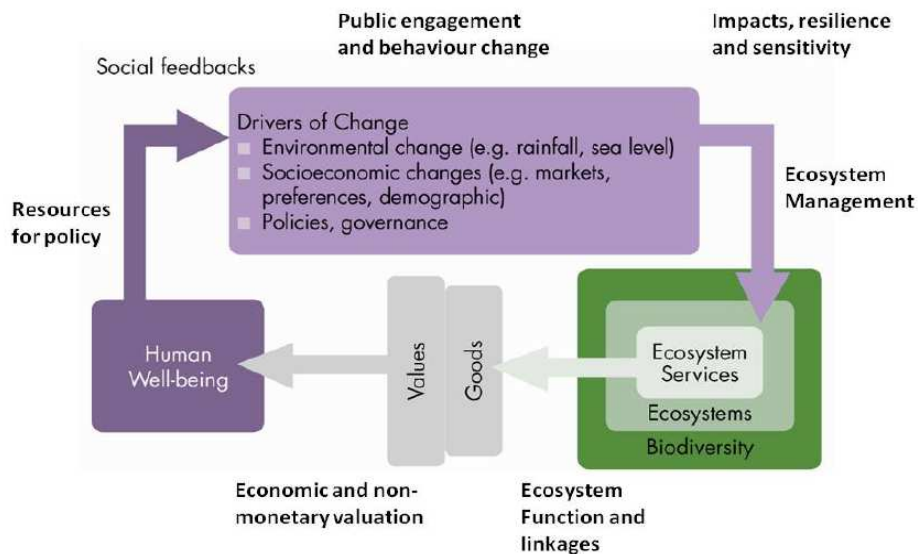 Public engagement
and behaviour change
Impacts, resilience
and sensitivity
Social feedbacks
Drivers of Change
Environmental change (e.g. rainfall, sea level)
Socioeconomic changes (e.g. markets,
preferences, demographic)
Policies, governance
Resources
for policy
Ecosystem
Management
Human
Well-being
Values
Goods
Ecosystem
Services
Ecosystems
Biodiversity
Economic and non-
monetary valuation
Ecosystem
Function and
linkages